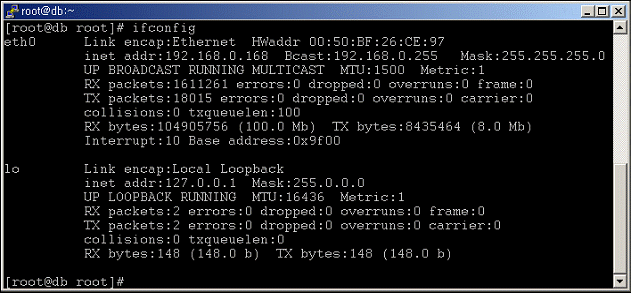 root@db:~
[root@db root]# ifconfig
eth0      Link encap:Ethernet  HWaddr 00:50:BF:26:CE:97
          inet addr:192.168.0.168  Bcast:192.168.0.255   Mask:255.255.255.0
          UP BROADCAST RUNNING MULTICAST  MTU:1500  Metric:1
          RX packets:1611261 errors:0 dropped:0 overruns:0 frame:0
          TX packets:18015 errors:0 dropped:0 overruns:0 carrier:0
          collisions:0 txqueuelen:100
          RX bytes:104905756 (100.0 Mb)  TX bytes:8435464 (8.0 Mb)
          Interrupt:10 Base address:0x9f00
lo        Link encap:Local Loopback
          inet addr:127.0.0.1  Mask:255.0.0.0
          UP LOOPBACK RUNNING  MTU:16436  Metric:1
          RX packets:2 errors:0 dropped:0 overruns:0 frame:0
          TX packets:2 errors:0 dropped:0 overruns:0 carrier:0
          collisions:0 txqueuelen:0
          RX bytes:148 (148.0 b)  TX bytes:148 (148.0 b)
[root@db root]#